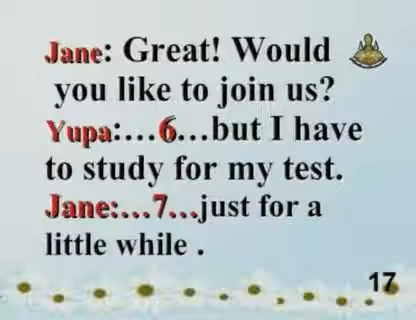 Jane: Great! Would
you like to join us?
Yupa:...6...but I have
to study for my test.
Jane:...7...just for a
little while .
17